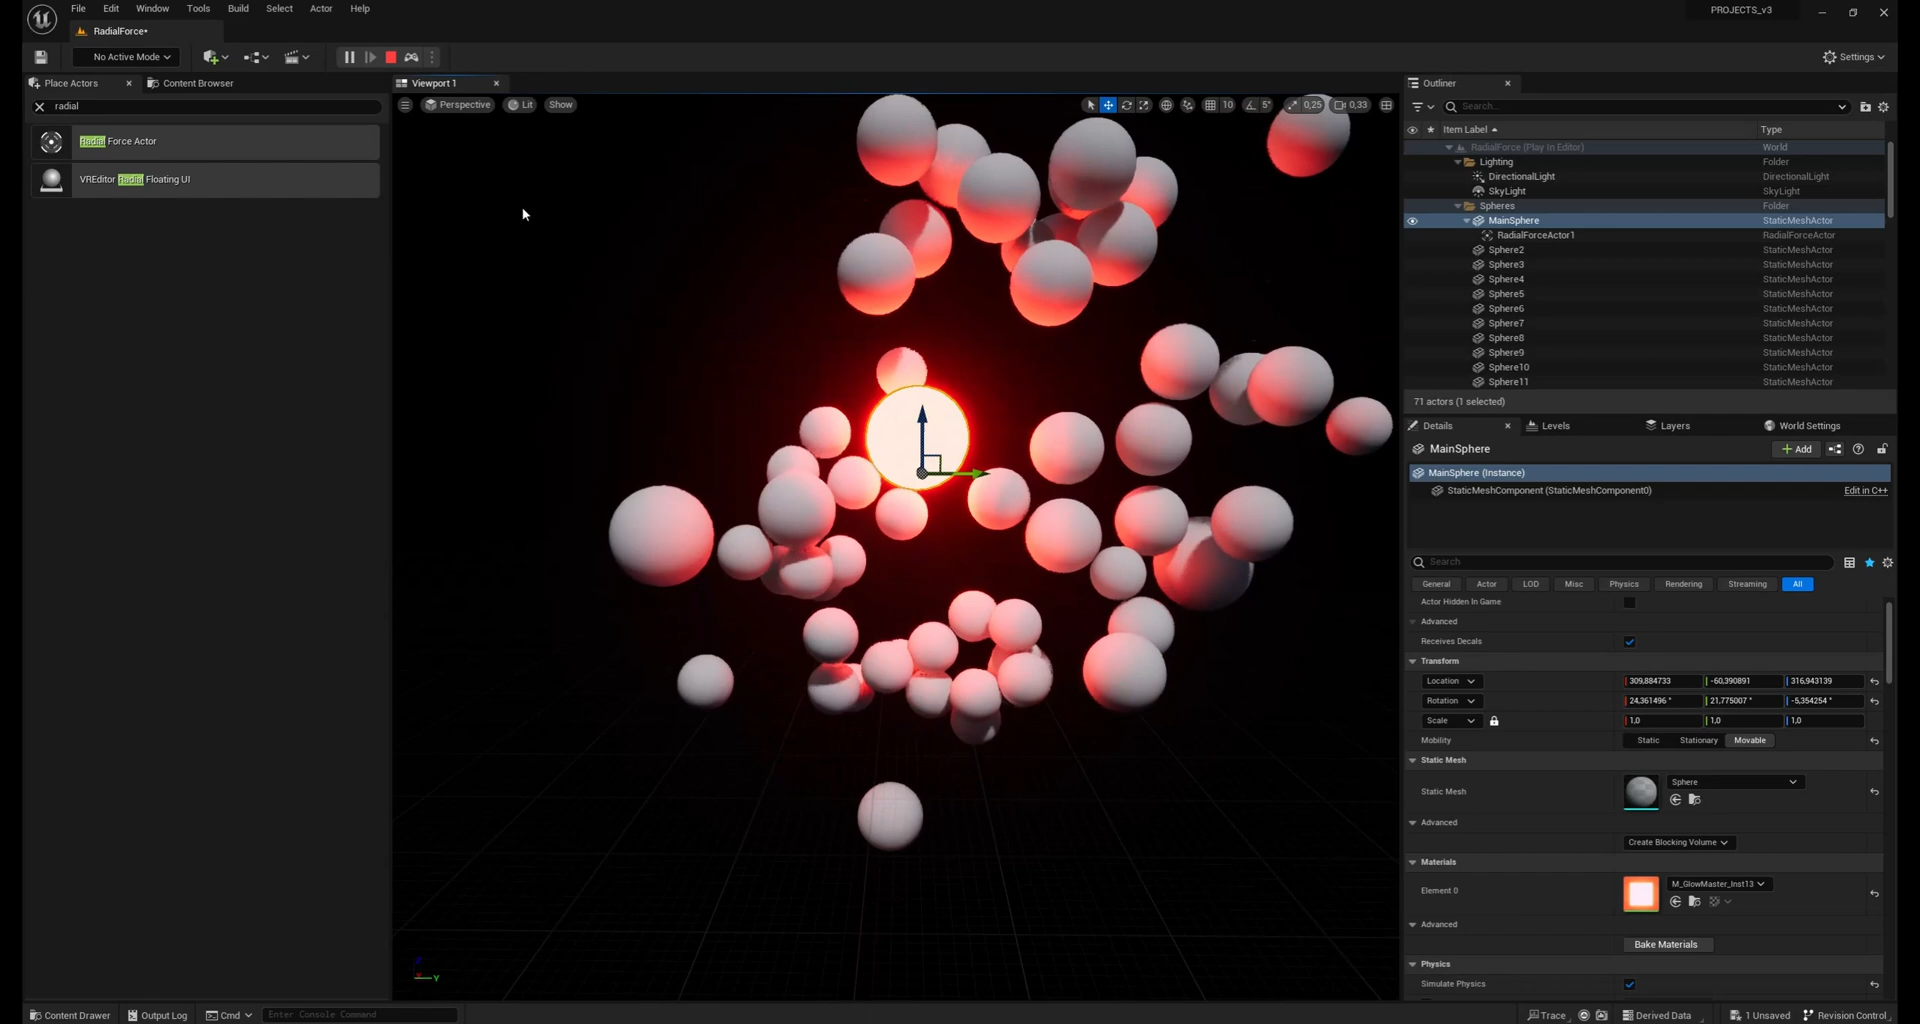 File Edit Window Tools Build Select Actor Help
PROJECTS_v3
RadialForce•
No Active Mode
Settings
Place Actors
Content Browser
radial
Radial Force Actor
VREditor Radial Floating UI
Viewport 1
Perspective Lit Show
10 5° 0,25 0,33
Z
Y
Outliner
Search...
Item Label Type
RadialForce (Play In Editor) World
Lighting Folder
DirectionalLight DirectionalLight
SkyLight SkyLight
Spheres Folder
MainSphere StaticMeshActor
RadialForceActor1 RadialForceActor
Sphere2 StaticMeshActor
Sphere3 StaticMeshActor
Sphere4 StaticMeshActor
Sphere5 StaticMeshActor
Sphere6 StaticMeshActor
Sphere7 StaticMeshActor
Sphere8 StaticMeshActor
Sphere9 StaticMeshActor
Sphere10 StaticMeshActor
Sphere11 StaticMeshActor
71 actors (1 selected)
Details Levels Layers World Settings
MainSphere
Add
MainSphere (Instance)
StaticMeshComponent (StaticMeshComponent0) Edit in C++
Search
General Actor LOD Misc Physics Rendering Streaming All
Actor Hidden In Game
Advanced
Receives Decals
Transform
Location 309,884733 -60,390891 316,943139
Rotation 24,361496 ° 21,775007 ° -5,354254 °
Scale 1,0 1,0 1,0
Mobility Static Stationary Movable
Static Mesh
Static Mesh Sphere
Advanced
Create Blocking Volume
Materials
Element 0 M_GlowMaster_Inst13
Advanced
Bake Materials
Physics
Simulate Physics
Content Drawer Output Log Cmd Enter Console Command
Trace Derived Data 1 Unsaved Revision Control